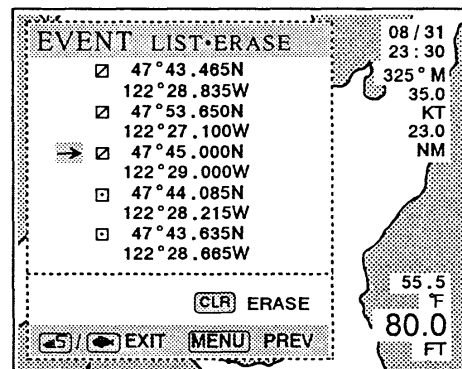 EVENT LIST•ERASE
47°43.465N
122°28.835W
47°53.650N
122°27.100W
47°45.000N
122°29.000W
47°44.085N
122°28.215W
47°43.635N
122°28.665W
CLR ERASE
/ EXIT MENU PREV
08/31
23:30
325°M
35.0
KT
23.0
NM
55.5
°F
80.0
FT